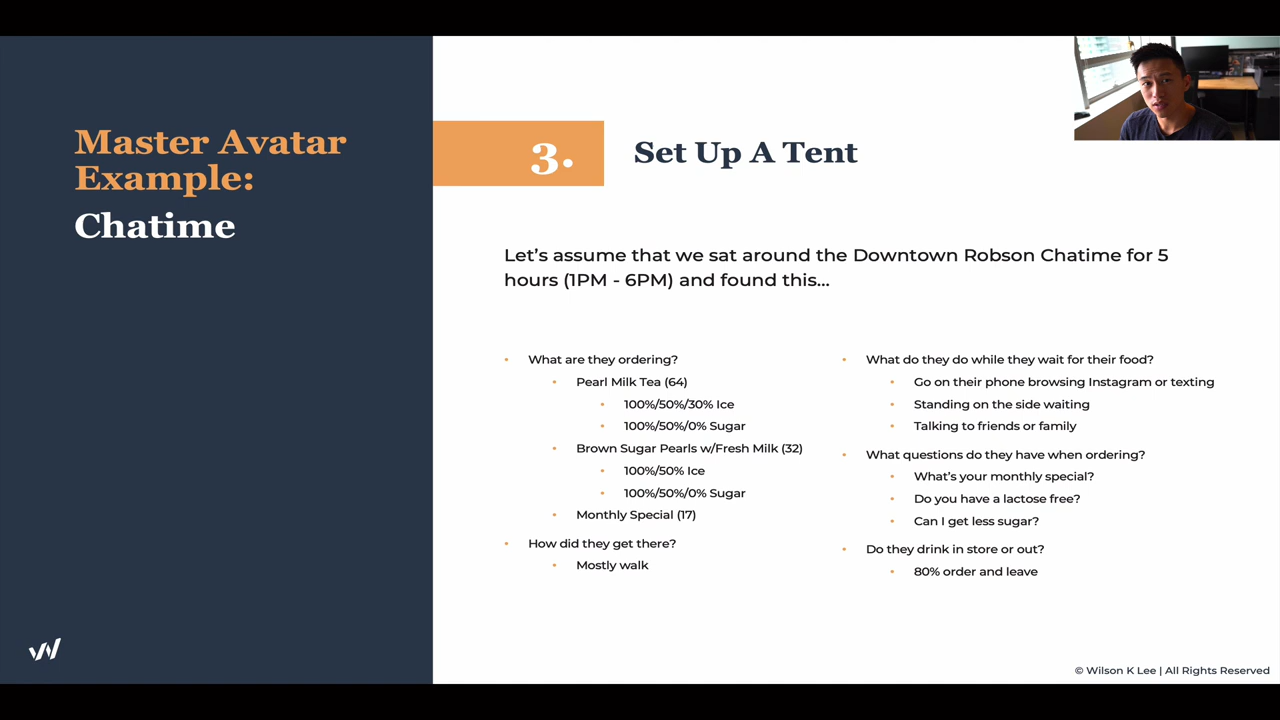 Master Avatar
Example:
Chatime
3.
Set Up A Tent
Let's assume that we sat around the Downtown Robson Chatime for 5
hours (1PM - 6PM) and found this...
• What are they ordering?
• Pearl Milk Tea (64)
• 100%/50%/30% Ice
• 100%/50%/0% Sugar
• Brown Sugar Pearls w/Fresh Milk (32)
• 100%/50% Ice
• 100%/50%/0% Sugar
• Monthly Special (17)
• How did they get there?
• Mostly walk
• What do they do while they wait for their food?
• Go on their phone browsing Instagram or texting
• Standing on the side waiting
• Talking to friends or family
• What questions do they have when ordering?
• What's your monthly special?
• Do you have a lactose free?
• Can I get less sugar?
• Do they drink in store or out?
• 80% order and leave
© Wilson K Lee | All Rights Reserved